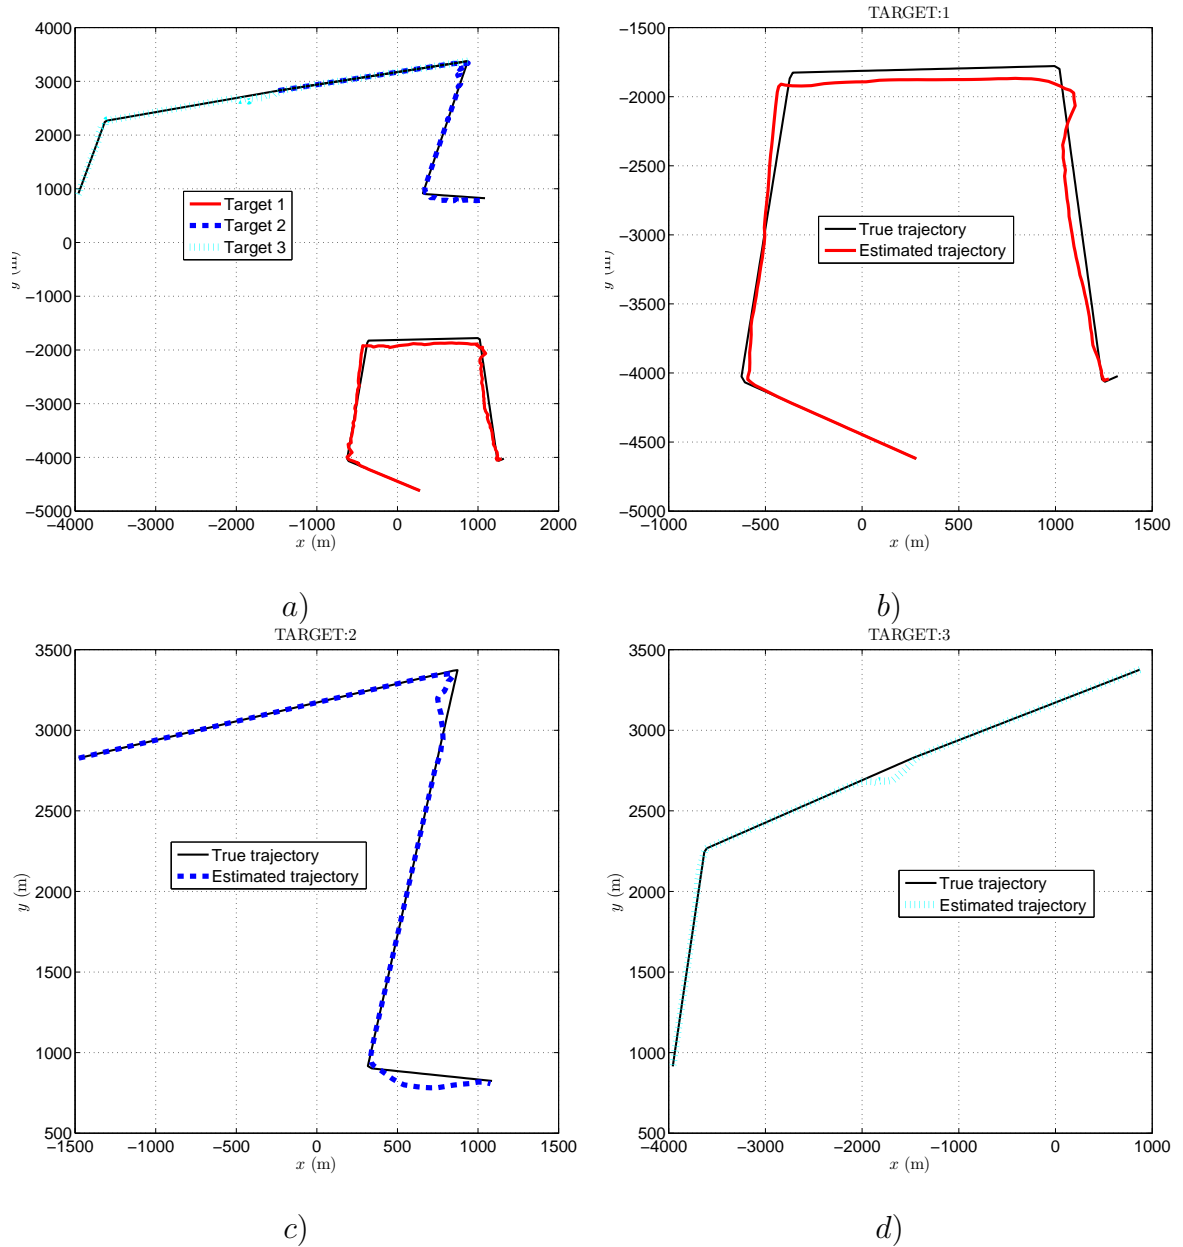 4000
3000
2000
1000
0
−1000
−2000
−3000
−4000
−5000
−4000 −3000 −2000 −1000 0 1000 2000
x (m)
y (m)
Target 1
Target 2
Target 3
a)
TARGET:1
−1500
−2000
−2500
−3000
−3500
−4000
−4500
−5000
−1000 −500 0 500 1000 1500
x (m)
y (m)
True trajectory
Estimated trajectory
b)
TARGET:2
3500
3000
2500
2000
1500
1000
500
−1500 −1000 −500 0 500 1000 1500
x (m)
y (m)
True trajectory
Estimated trajectory
c)
TARGET:3
3500
3000
2500
2000
1500
1000
500
−4000 −3000 −2000 −1000 0 1000
x (m)
y (m)
True trajectory
Estimated trajectory
d)